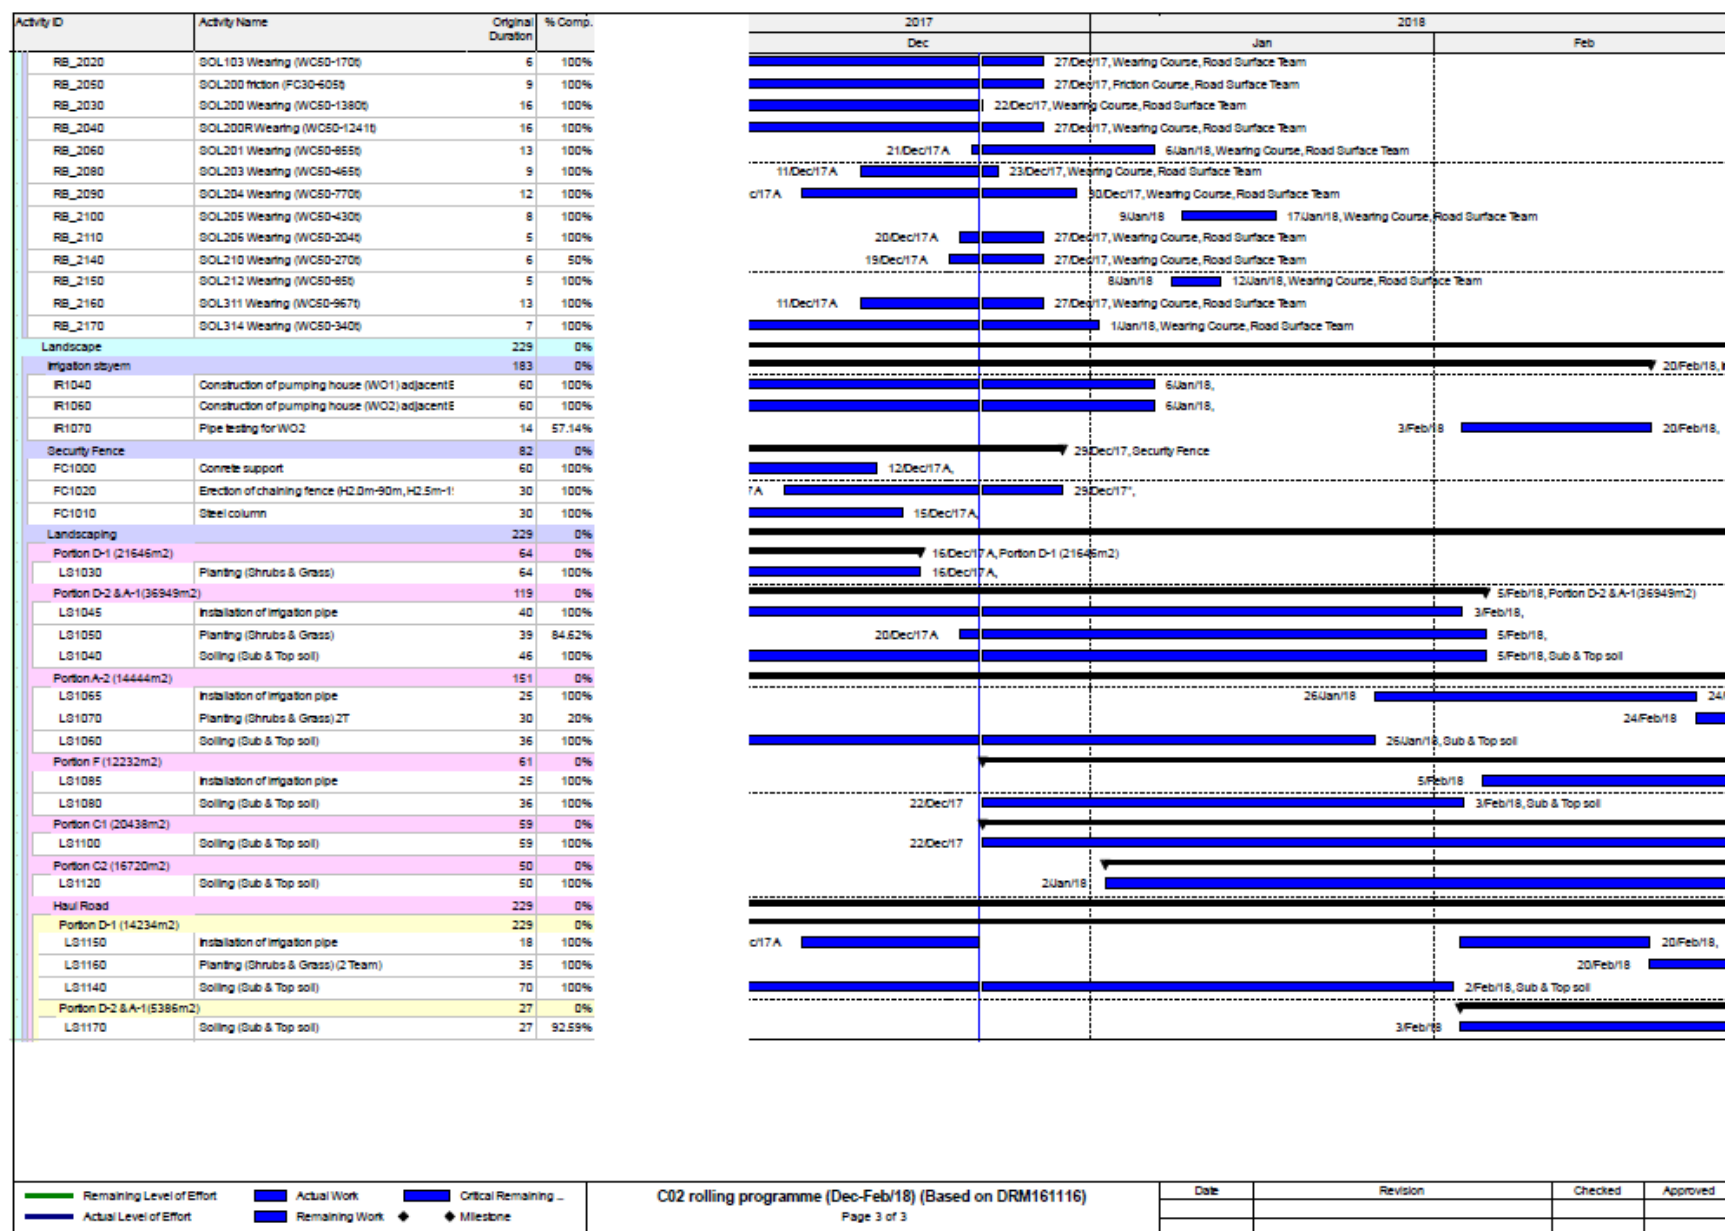 Activity ID Activity Name Original Duration % Comp. 2017 2018
Dec Jan Feb
RB_2020 SOL103 Wearing (WC50-170t) 6 100% 27/Dec/17, Wearing Course, Road Surface Team
RB_2050 SOL200 friction (FC30-605t) 9 100% 27/Dec/17, Friction Course, Road Surface Team
RB_2030 SOL200 Wearing (WC50-1380t) 16 100% 22/Dec/17, Wearing Course, Road Surface Team
RB_2040 SOL200R Wearing (WC50-1241t) 16 100% 27/Dec/17, Wearing Course, Road Surface Team
RB_2060 SOL201 Wearing (WC50-855t) 13 100% 21/Dec/17 A 6/Jan/18, Wearing Course, Road Surface Team
RB_2080 SOL203 Wearing (WC50-465t) 9 100% 11/Dec/17 A 23/Dec/17, Wearing Course, Road Surface Team
RB_2090 SOL204 Wearing (WC50-770t) 12 100% c/17 A 30/Dec/17, Wearing Course, Road Surface Team
RB_2100 SOL205 Wearing (WC50-430t) 8 100% 9/Jan/18 17/Jan/18, Wearing Course, Road Surface Team
RB_2110 SOL206 Wearing (WC50-204t) 5 100% 20/Dec/17 A 27/Dec/17, Wearing Course, Road Surface Team
RB_2140 SOL210 Wearing (WC50-270t) 6 50% 19/Dec/17 A 27/Dec/17, Wearing Course, Road Surface Team
RB_2150 SOL212 Wearing (WC50-85t) 5 100% 8/Jan/18 12/Jan/18, Wearing Course, Road Surface Team
RB_2160 SOL311 Wearing (WC50-967t) 13 100% 11/Dec/17 A 27/Dec/17, Wearing Course, Road Surface Team
RB_2170 SOL314 Wearing (WC50-340t) 7 100% 1/Jan/18, Wearing Course, Road Surface Team
Landscape 229 0%
Irrigation stsyem 183 0% 20/Feb/18, I
IR1040 Construction of pumping house (WO1) adjacent E 60 100% 6/Jan/18,
IR1060 Construction of pumping house (WO2) adjacent E 60 100% 6/Jan/18,
IR1070 Pipe testing for WO2 14 57.14% 3/Feb/18 20/Feb/18,
Security Fence 82 0% 29/Dec/17, Security Fence
FC1000 Conrete support 60 100% 12/Dec/17 A,
FC1020 Erection of chaining fence (H2.0m-90m, H2.5m-1 30 100% 7 A 29/Dec/17*,
FC1010 Steel column 30 100% 15/Dec/17 A,
Landscaping 229 0%
Portion D-1 (21646m2) 64 0% 16/Dec/17 A, Portion D-1 (21646m2)
LS1030 Planting (Shrubs & Grass) 64 100% 16/Dec/17 A,
Portion D-2 & A-1(36949m2) 119 0% 5/Feb/18, Portion D-2 & A-1(36949m2)
LS1045 Installation of irrigation pipe 40 100% 3/Feb/18,
LS1050 Planting (Shrubs & Grass) 39 84.62% 20/Dec/17 A 5/Feb/18,
LS1040 Soiling (Sub & Top soil) 46 100% 5/Feb/18, Sub & Top soil
Portion A-2 (14444m2) 151 0%
LS1065 Installation of irrigation pipe 25 100% 26/Jan/18 24/
LS1070 Planting (Shrubs & Grass) 2T 30 20% 24/Feb/18
LS1060 Soiling (Sub & Top soil) 36 100% 26/Jan/18, Sub & Top soil
Portion F (12232m2) 61 0%
LS1085 Installation of irrigation pipe 25 100% 5/Feb/18
LS1080 Soiling (Sub & Top soil) 36 100% 22/Dec/17 3/Feb/18, Sub & Top soil
Portion C1 (20438m2) 59 0%
LS1100 Soiling (Sub & Top soil) 59 100% 22/Dec/17
Portion C2 (16720m2) 50 0%
LS1120 Soiling (Sub & Top soil) 50 100% 2/Jan/18
Haul Road 229 0%
Portion D-1 (14234m2) 229 0%
LS1150 Installation of irrigation pipe 18 100% c/17 A 20/Feb/18,
LS1160 Planting (Shrubs & Grass) (2 Team) 35 100% 20/Feb/18
LS1140 Soiling (Sub & Top soil) 70 100% 2/Feb/18, Sub & Top soil
Portion D-2 & A-1(5386m2) 27 0%
LS1170 Soiling (Sub & Top soil) 27 92.59% 3/Feb/18
Remaining Level of Effort Actual Work Critical Remaining ... C02 rolling programme (Dec-Feb/18) (Based on DRM161116) Date Revision Checked Approved
Actual Level of Effort Remaining Work Milestone Page 3 of 3